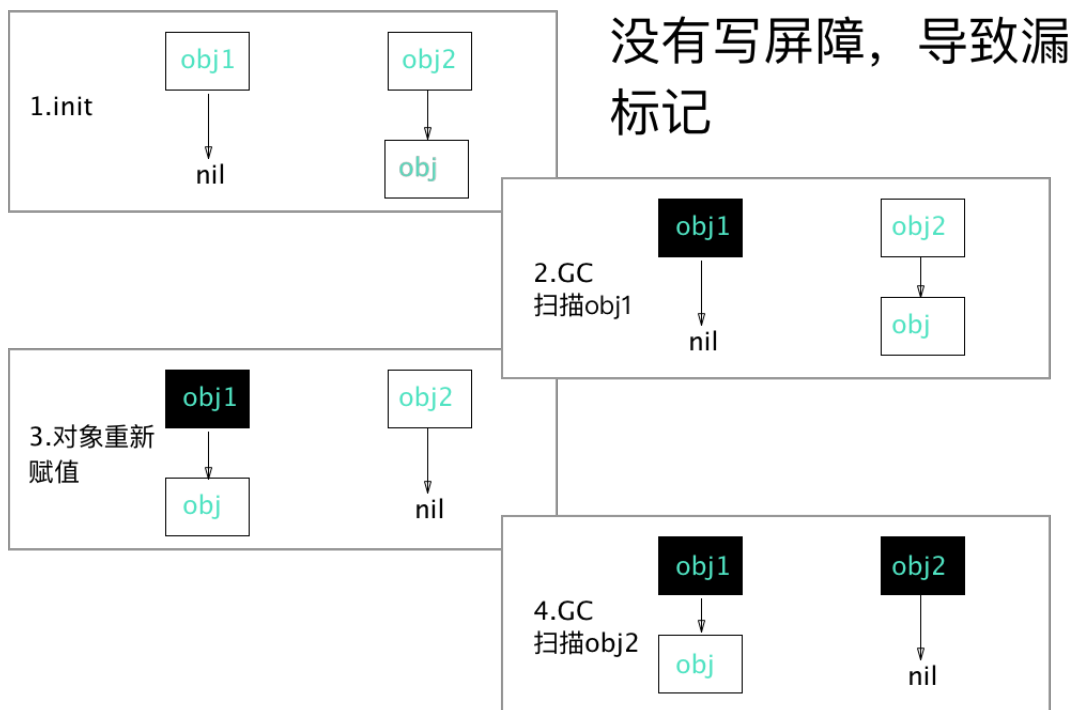 没有写屏障，导致漏
标记
1.init
obj1
obj2
nil
obj
2.GC
扫描obj1
obj1
obj2
nil
obj
3.对象重新
赋值
obj1
obj2
obj
nil
4.GC
扫描obj2
obj1
obj2
obj
nil